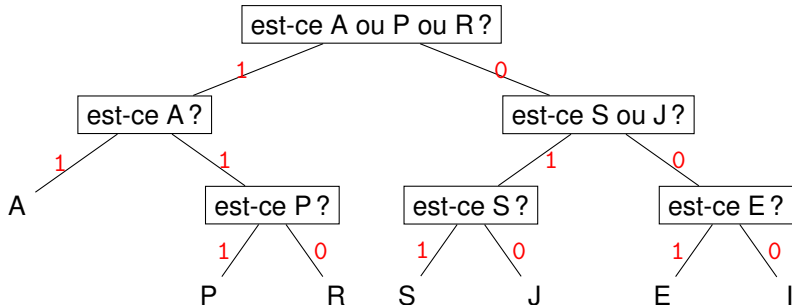 est-ce A ou P ou R ?
1 0
est-ce A ? est-ce S ou J ?
1 1 1 0
A est-ce P ? est-ce S ? est-ce E ?
1 0 1 0 1 0
P R S J E I